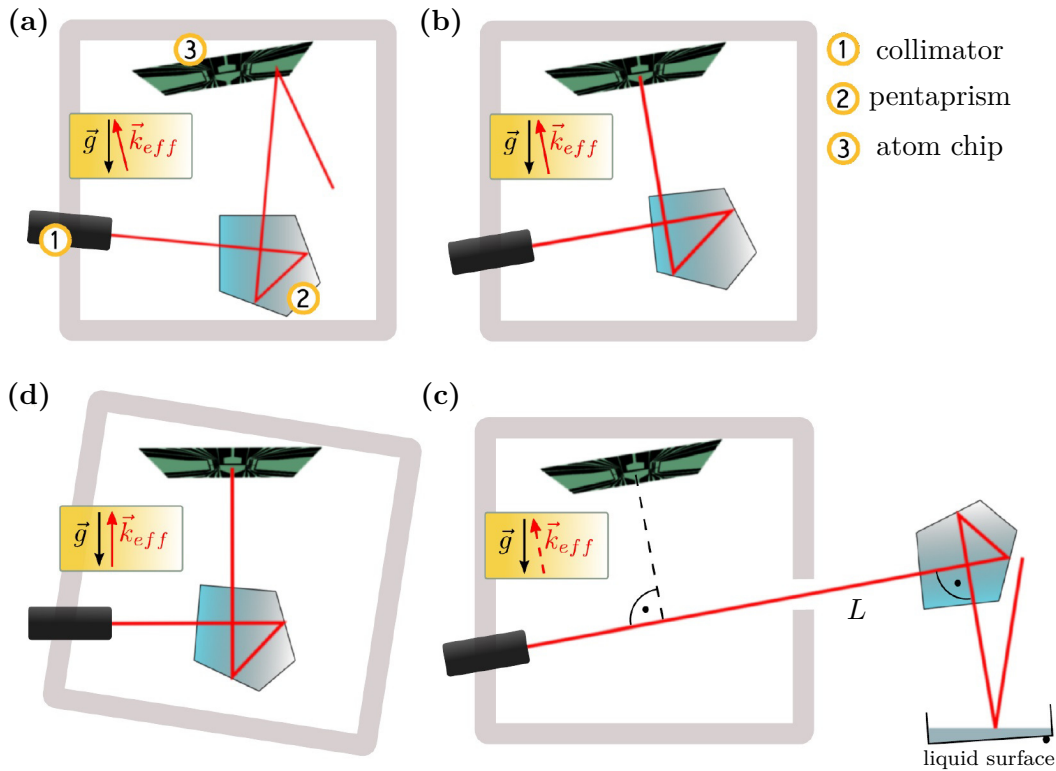 (a)
3
g⃗ k⃗eff
1
2
(b)
g⃗ k⃗eff
1 collimator
2 pentaprism
3 atom chip
(d)
g⃗ k⃗eff
(c)
g⃗ k⃗eff
L
liquid surface